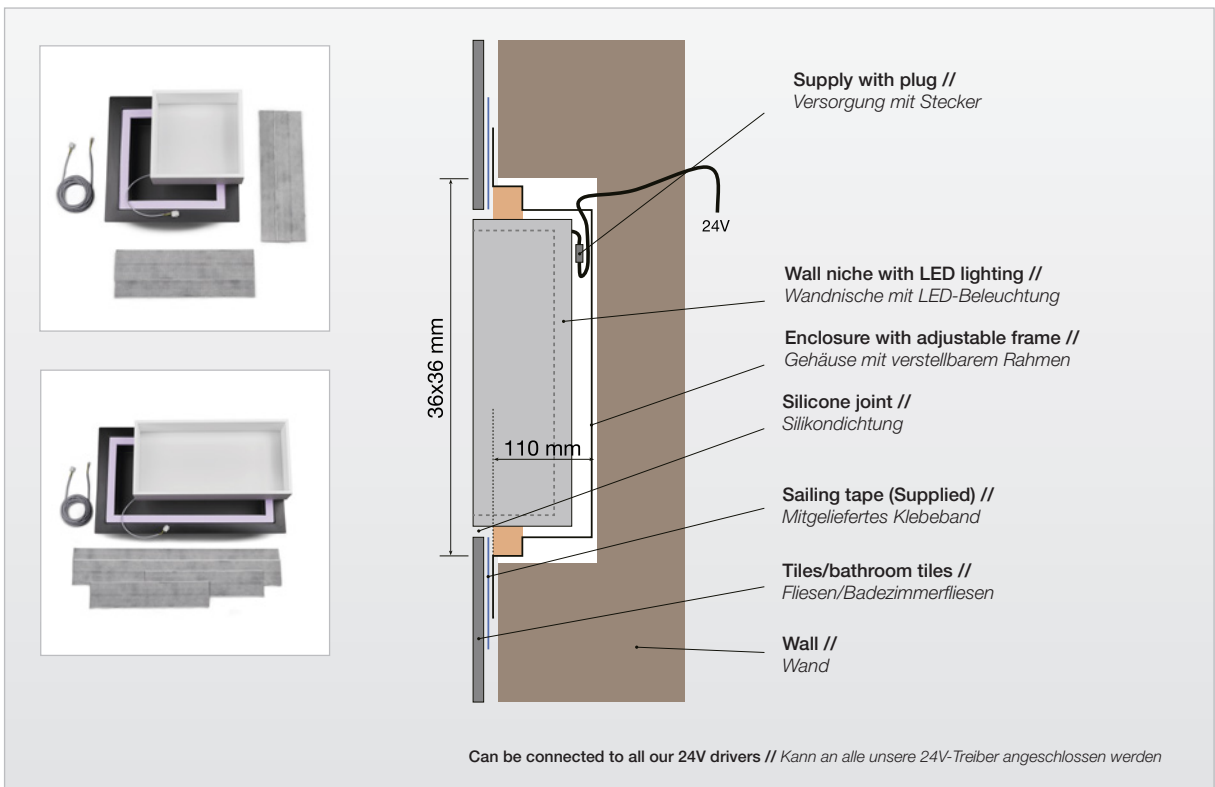 Supply with plug //
Versorgung mit Stecker
24V
Wall niche with LED lighting //
Wandnische mit LED-Beleuchtung
Enclosure with adjustable frame //
Gehäuse mit verstellbarem Rahmen
36x36 mm
Silicone joint //
Silikondichtung
110 mm
Sailing tape (Supplied) //
Mitgeliefertes Klebeband
Tiles/bathroom tiles //
Fliesen/Badezimmerfliesen
Wall //
Wand
Can be connected to all our 24V drivers // Kann an alle unsere 24V-Treiber angeschlossen werden